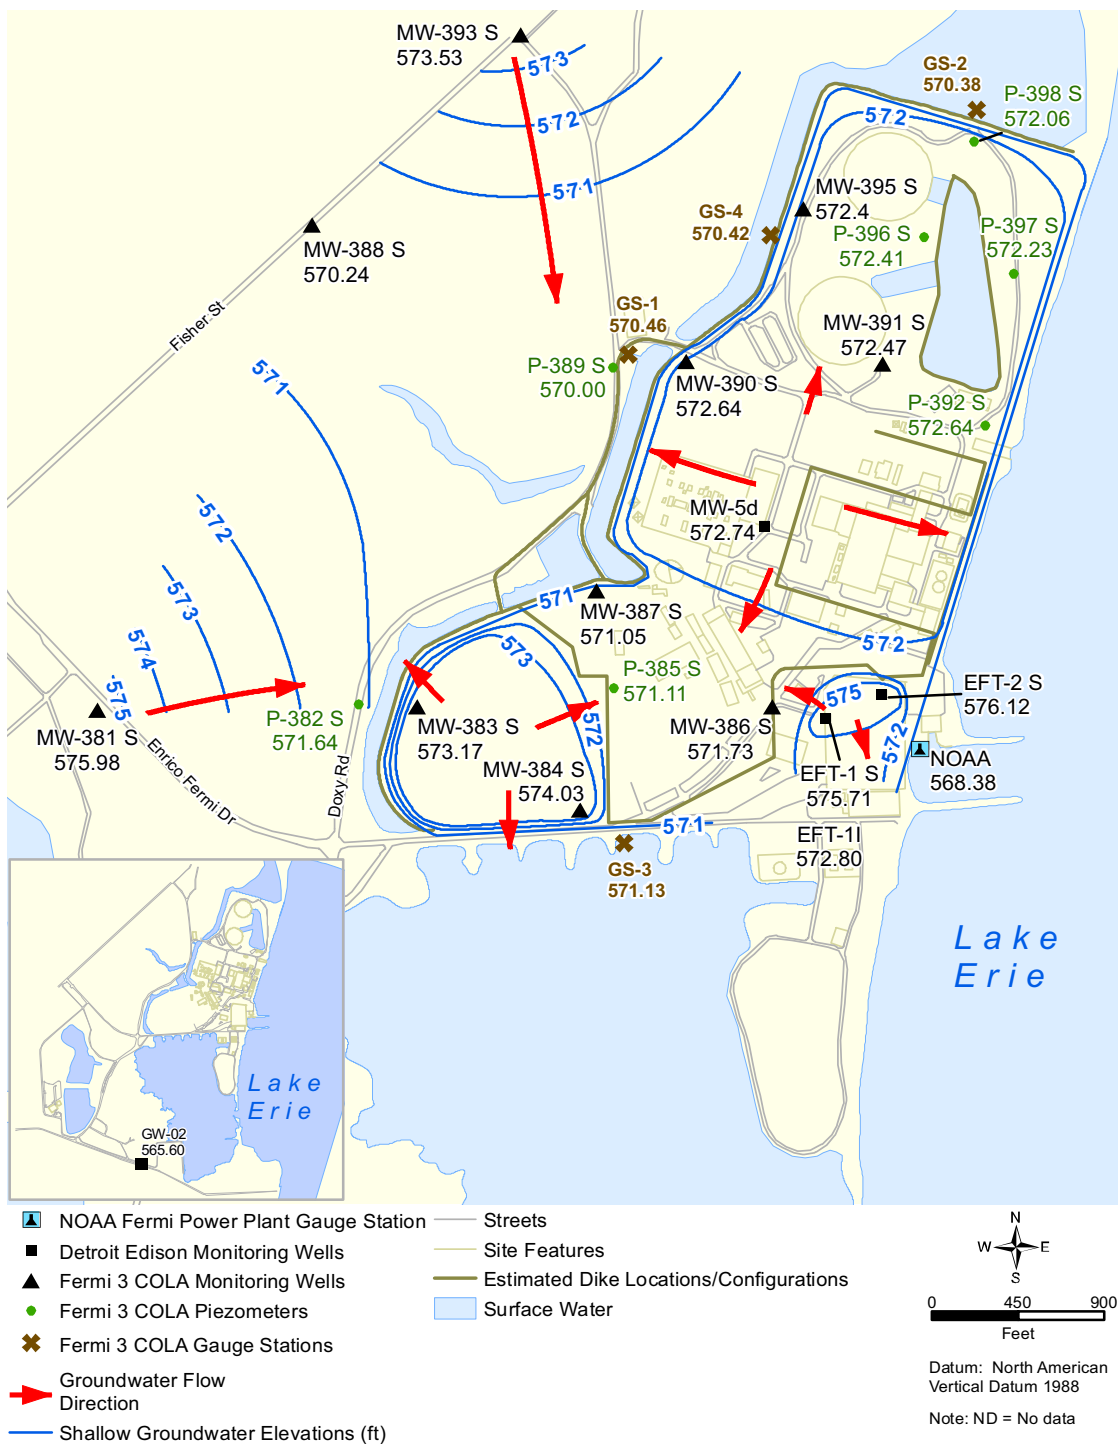 MW-393 S
573.53
573
572
571
GS-2
570.38
P-398 S
572.06
572
MW-395 S
572.4
GS-4
570.42
P-396 S
572.41
P-397 S
572.23
MW-388 S
570.24
Fisher St
GS-1
570.46
MW-391 S
572.47
P-389 S
570.00
MW-390 S
572.64
P-392 S
572.64
571
572
573
574
575
MW-5d
572.74
571
MW-387 S
571.05
572
573
572
P-385 S
571.11
575
572
EFT-2 S
576.12
MW-381 S
575.98
P-382 S
571.64
MW-383 S
573.17
MW-386 S
571.73
NOAA
568.38
Enrico Fermi Dr
Doxy Rd
MW-384 S
574.03
EFT-1 S
575.71
571
EFT-1I
572.80
GS-3
571.13
Lake
Erie
Lake
Erie
GW-02
565.60
NOAA Fermi Power Plant Gauge Station
Detroit Edison Monitoring Wells
Fermi 3 COLA Monitoring Wells
Fermi 3 COLA Piezometers
Fermi 3 COLA Gauge Stations
Groundwater Flow
Direction
Shallow Groundwater Elevations (ft)
Streets
Site Features
Estimated Dike Locations/Configurations
Surface Water
N
W E
S
0 450 900
Feet
Datum: North American
Vertical Datum 1988
Note: ND = No data